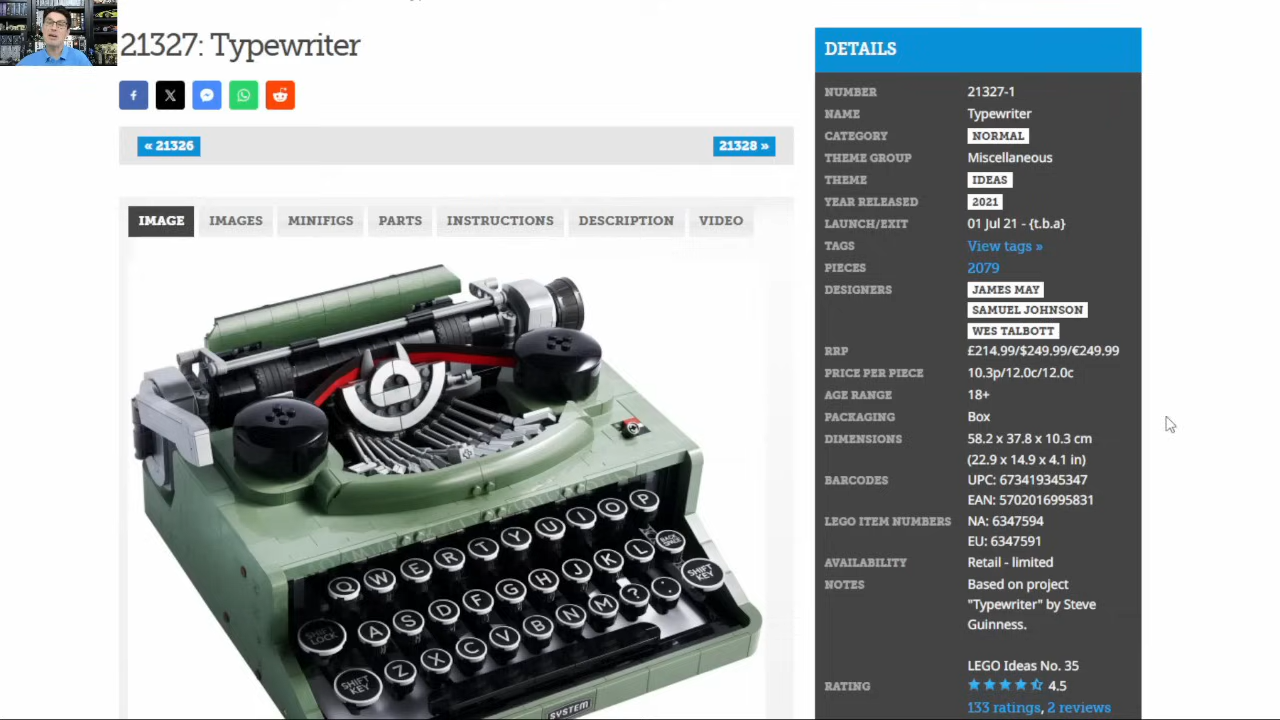 21327: Typewriter
« 21326
21328 »
IMAGE
IMAGES
MINIFIGS
PARTS
INSTRUCTIONS
DESCRIPTION
VIDEO
Q W E R T Y U I O P
BACK SPACE
LOCK A S D F G H J K L
SHIFT KEY
SHIFT KEY Z X C V B N M ? .
SYSTEM
DETAILS
NUMBER 21327-1
NAME Typewriter
CATEGORY NORMAL
THEME GROUP Miscellaneous
THEME IDEAS
YEAR RELEASED 2021
LAUNCH/EXIT 01 Jul 21 - {t.b.a}
TAGS View tags »
PIECES 2079
DESIGNERS JAMES MAY
SAMUEL JOHNSON
WES TALBOTT
RRP £214.99/$249.99/€249.99
PRICE PER PIECE 10.3p/12.0c/12.0c
AGE RANGE 18+
PACKAGING Box
DIMENSIONS 58.2 x 37.8 x 10.3 cm
(22.9 x 14.9 x 4.1 in)
BARCODES UPC: 673419345347
EAN: 5702016995831
LEGO ITEM NUMBERS NA: 6347594
EU: 6347591
AVAILABILITY Retail - limited
NOTES Based on project
"Typewriter" by Steve
Guinness.
LEGO Ideas No. 35
RATING 4.5
133 ratings, 2 reviews